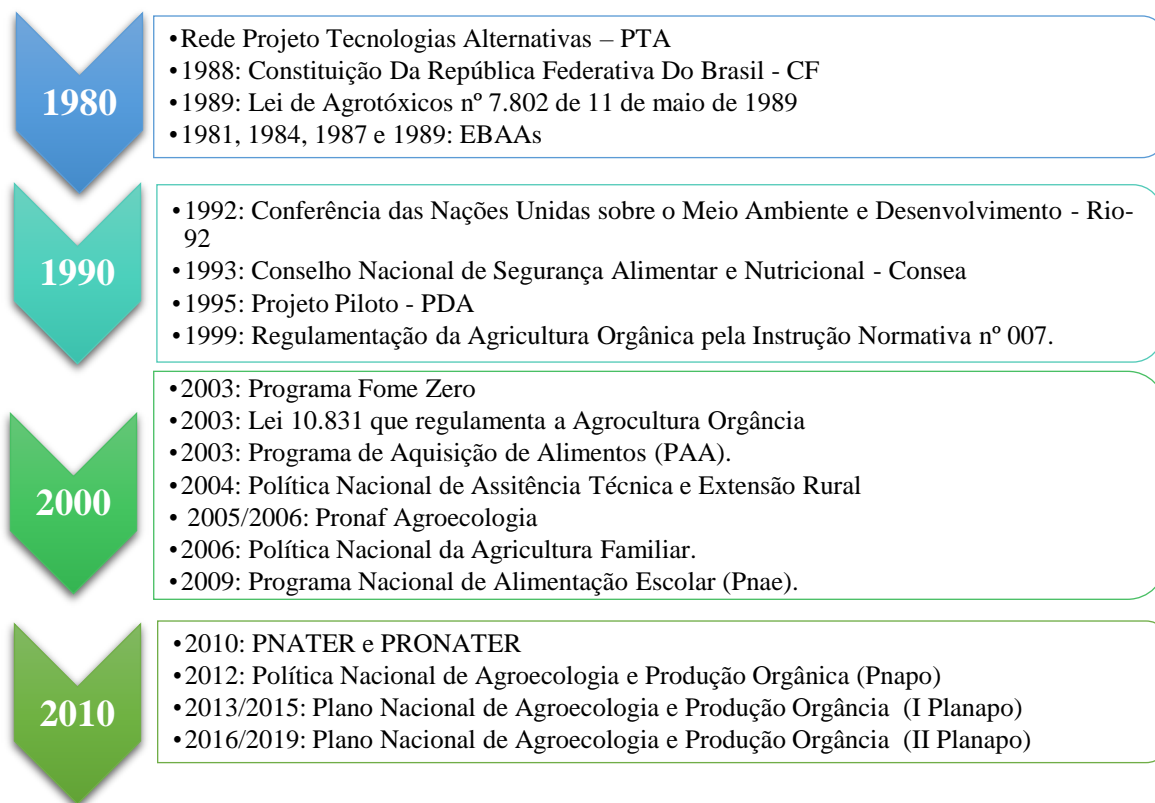 1980
•Rede Projeto Tecnologias Alternativas – PTA
•1988: Constituição Da República Federativa Do Brasil - CF
•1989: Lei de Agrotóxicos nº 7.802 de 11 de maio de 1989
•1981, 1984, 1987 e 1989: EBAAs
1990
•1992: Conferência das Nações Unidas sobre o Meio Ambiente e Desenvolvimento - Rio-
92
•1993: Conselho Nacional de Segurança Alimentar e Nutricional - Consea
•1995: Projeto Piloto - PDA
•1999: Regulamentação da Agricultura Orgânica pela Instrução Normativa nº 007.
2000
•2003: Programa Fome Zero
•2003: Lei 10.831 que regulamenta a Agrocultura Orgância
•2003: Programa de Aquisição de Alimentos (PAA).
•2004: Política Nacional de Assitência Técnica e Extensão Rural
• 2005/2006: Pronaf Agroecologia
•2006: Política Nacional da Agricultura Familiar.
•2009: Programa Nacional de Alimentação Escolar (Pnae).
2010
•2010: PNATER e PRONATER
•2012: Política Nacional de Agroecologia e Produção Orgânica (Pnapo)
•2013/2015: Plano Nacional de Agroecologia e Produção Orgância (I Planapo)
•2016/2019: Plano Nacional de Agroecologia e Produção Orgância (II Planapo)